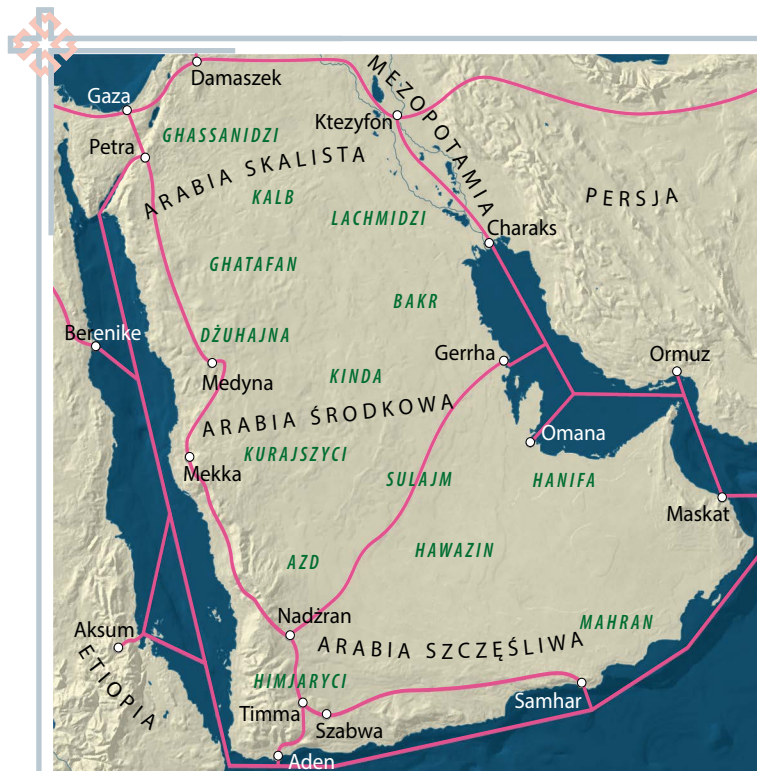 Damaszek
MEZOPOTAMIA
Gaza
Ktezyfon
GHASSANIDZI
Petra
ARABIA SKALISTA
KALB
PERSJA
LACHMIDZI
Charaks
GHATAFAN
BAKR
Berenike
DŻUHAJNA
Gerrha
Ormuz
Medyna
KINDA
ARABIA ŚRODKOWA
Omana
KURAJSZYCI
Mekka
SULAJM
HANIFA
Maskat
HAWAZIN
AZD
Aksum
Nadżran
MAHRAN
ARABIA SZCZĘŚLIWA
ETIOPIA
HIMJARYCI
Samhar
Timma
Szabwa
Aden